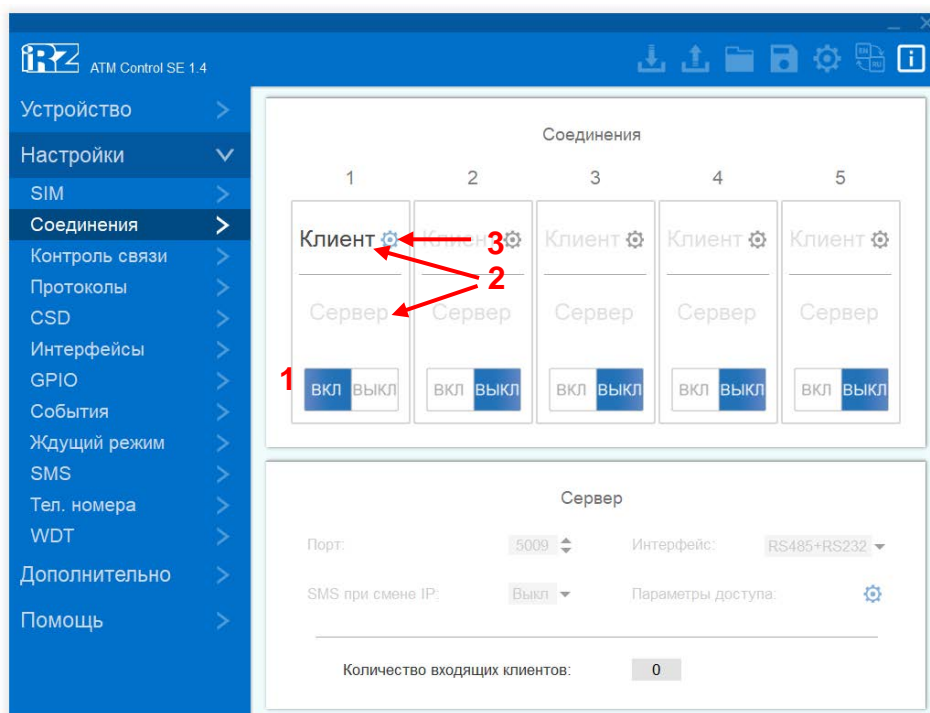 iRZ ATM Control SE 1.4
EN RU
Устройство
Настройки
SIM
Соединения
Контроль связи
Протоколы
CSD
Интерфейсы
GPIO
События
Ждущий режим
SMS
Тел. номера
WDT
Дополнительно
Помощь
Соединения
1 2 3 4 5
Клиент Клиент Клиент Клиент Клиент
3
2
Сервер Сервер Сервер Сервер Сервер
1
ВКЛ ВЫКЛ ВКЛ ВЫКЛ ВКЛ ВЫКЛ ВКЛ ВЫКЛ ВКЛ ВЫКЛ
Сервер
Порт: 5009 Интерфейс: RS485+RS232
SMS при смене IP: Выкл Параметры доступа:
Количество входящих клиентов: 0